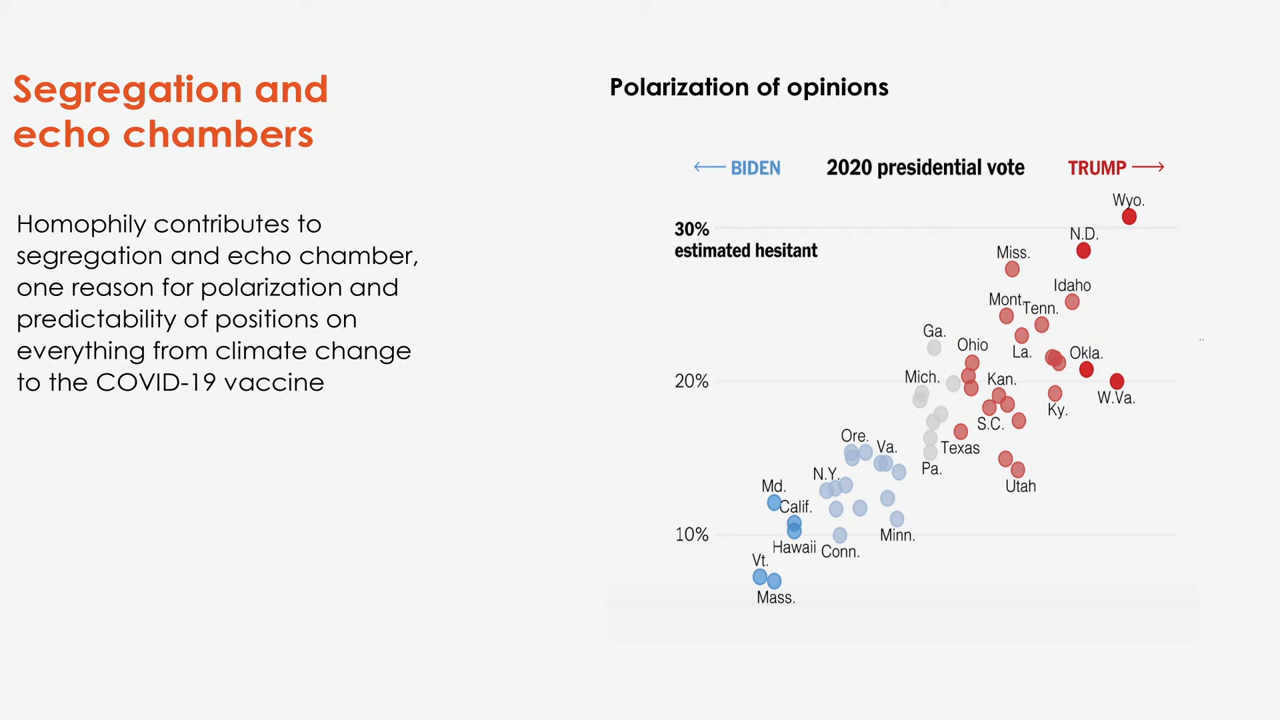 Segregation and
echo chambers
Homophily contributes to
segregation and echo chamber,
one reason for polarization and
predictability of positions on
everything from climate change
to the COVID-19 vaccine
Polarization of opinions
← BIDEN 2020 presidential vote TRUMP →
Wyo.
30%
estimated hesitant
N.D.
Miss.
Idaho
Mont.
Tenn.
Ga.
Ohio
La.
Okla.
20%
Mich.
Kan.
W.Va.
Ky.
S.C.
Ore.
Va.
Texas
Pa.
N.Y.
Utah
Md.
Calif.
10%
Minn.
Hawaii
Conn.
Vt.
Mass.